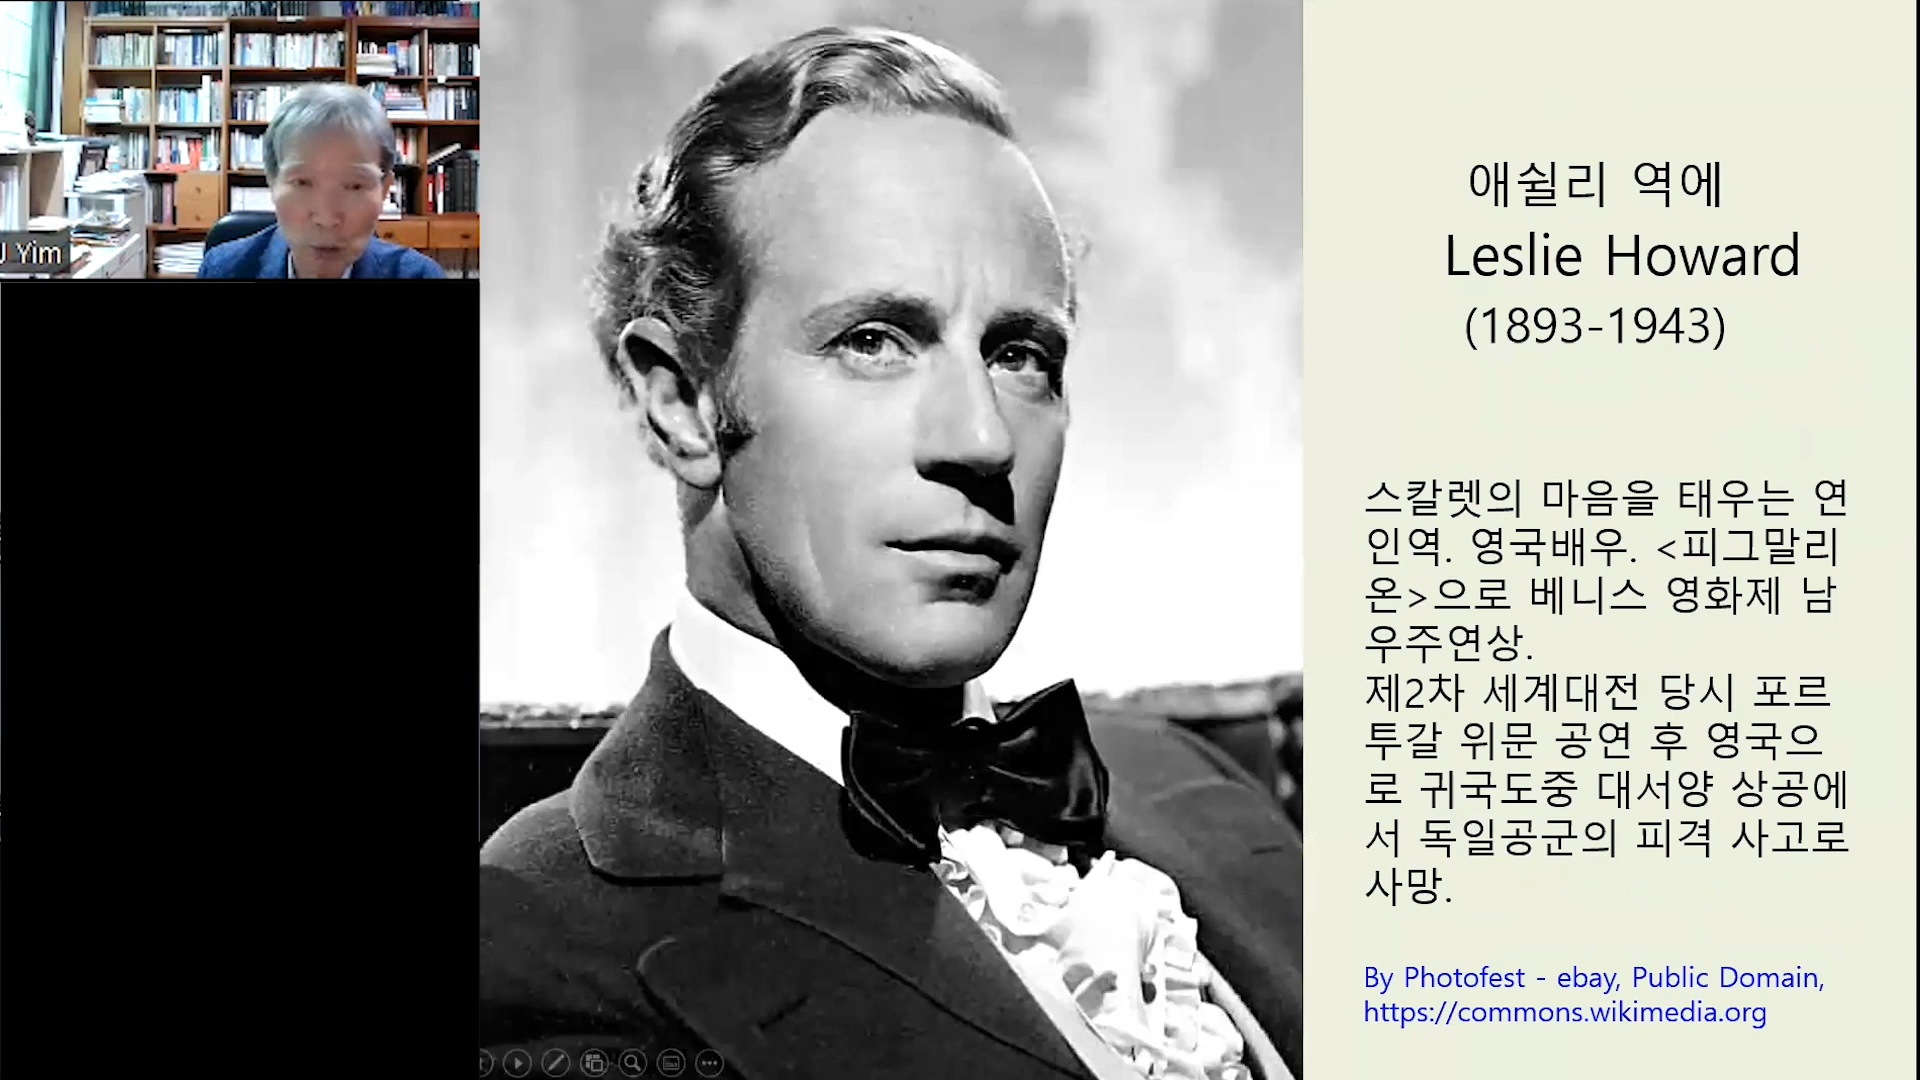 J Yim
애쉴리 역에
Leslie Howard
(1893-1943)
스칼렛의 마음을 태우는 연
인역. 영국배우. <피그말리
온>으로 베니스 영화제 남
우주연상.
제2차 세계대전 당시 포르
투갈 위문 공연 후 영국으
로 귀국도중 대서양 상공에
서 독일공군의 피격 사고로
사망.
By Photofest - ebay, Public Domain,
https://commons.wikimedia.org